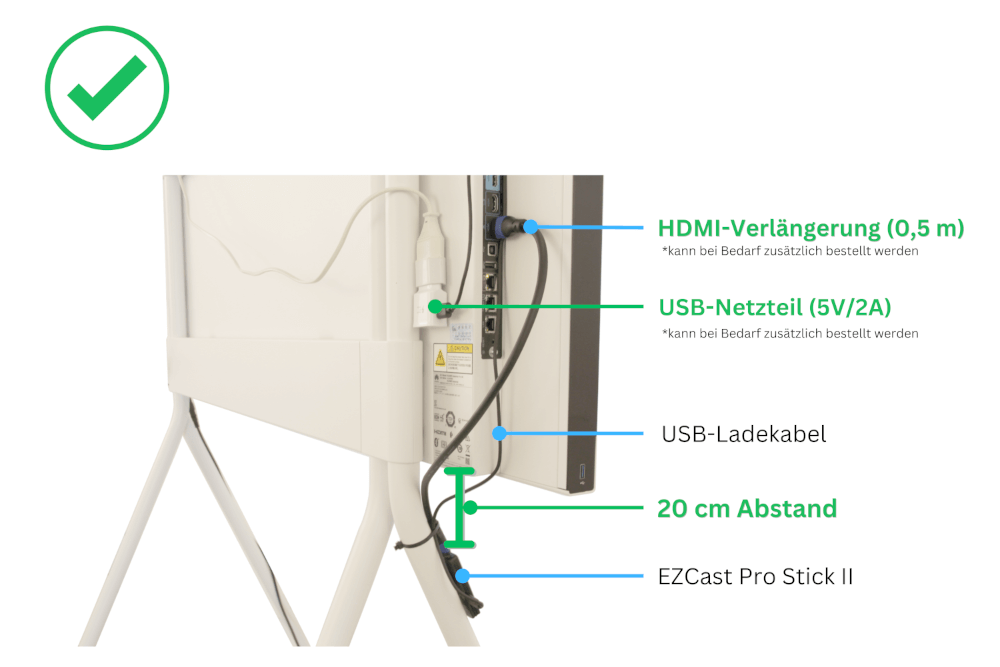 HDMI-Verlängerung (0,5 m)
*kann bei Bedarf zusätzlich bestellt werden
USB-Netzteil (5V/2A)
*kann bei Bedarf zusätzlich bestellt werden
CAUTION
USB-Ladekabel
20 cm Abstand
EZCast Pro Stick II